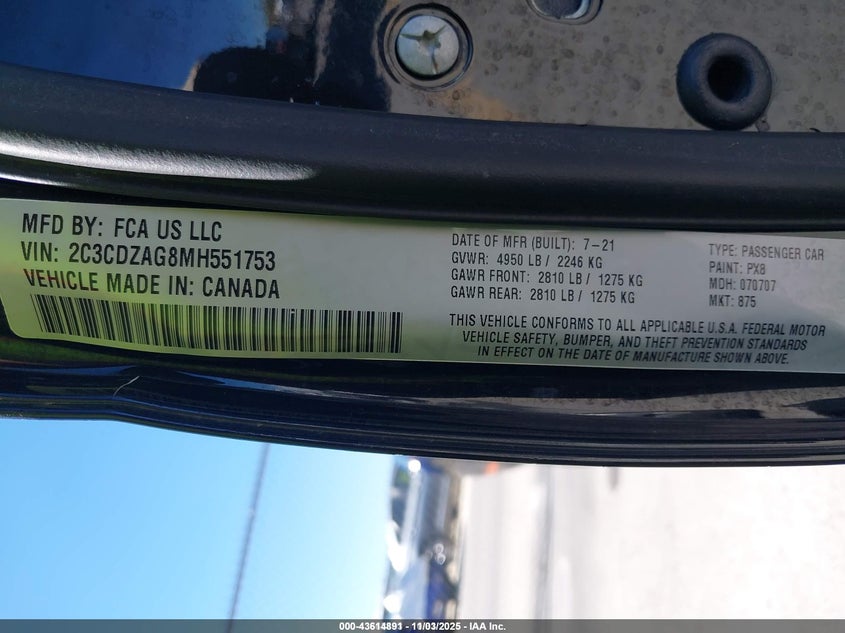 MFD BY: FCA US LLC
VIN: 2C3CDZAG8MH551753
VEHICLE MADE IN: CANADA
DATE OF MFR (BUILT): 7-21
GVWR: 4950 LB / 2246 KG
GAWR FRONT: 2810 LB / 1275 KG
GAWR REAR: 2810 LB / 1275 KG
TYPE: PASSENGER CAR
PAINT: PX8
MDH: 070707
MKT: 875
THIS VEHICLE CONFORMS TO ALL APPLICABLE U.S.A. FEDERAL MOTOR
VEHICLE SAFETY, BUMPER, AND THEFT PREVENTION STANDARDS
IN EFFECT ON THE DATE OF MANUFACTURE SHOWN ABOVE.
000-43614891 - 11/03/2025 - IAA Inc.